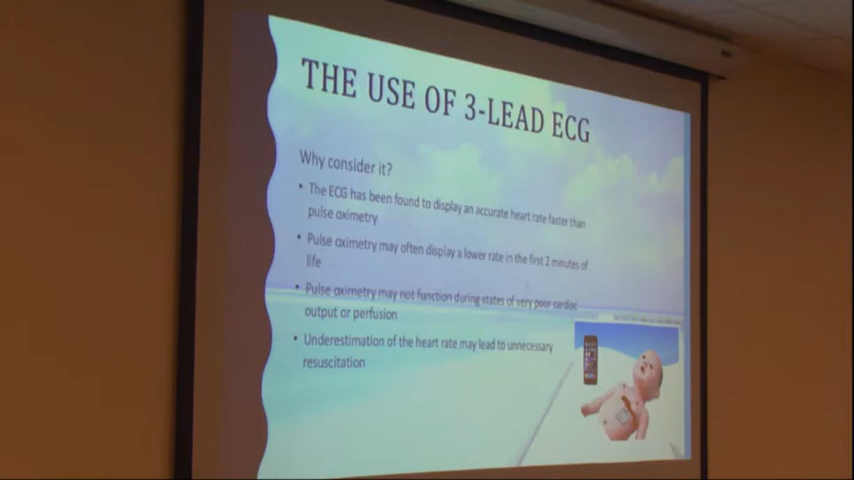 THE USE OF 3-LEAD ECG
Why consider it?
• The ECG has been found to display an accurate heart rate faster than
pulse oximetry
• Pulse oximetry may often display a lower rate in the first 2 minutes of
life
• Pulse oximetry may not function during states of very poor cardiac
output or perfusion
• Underestimation of the heart rate may lead to unnecessary
resuscitation